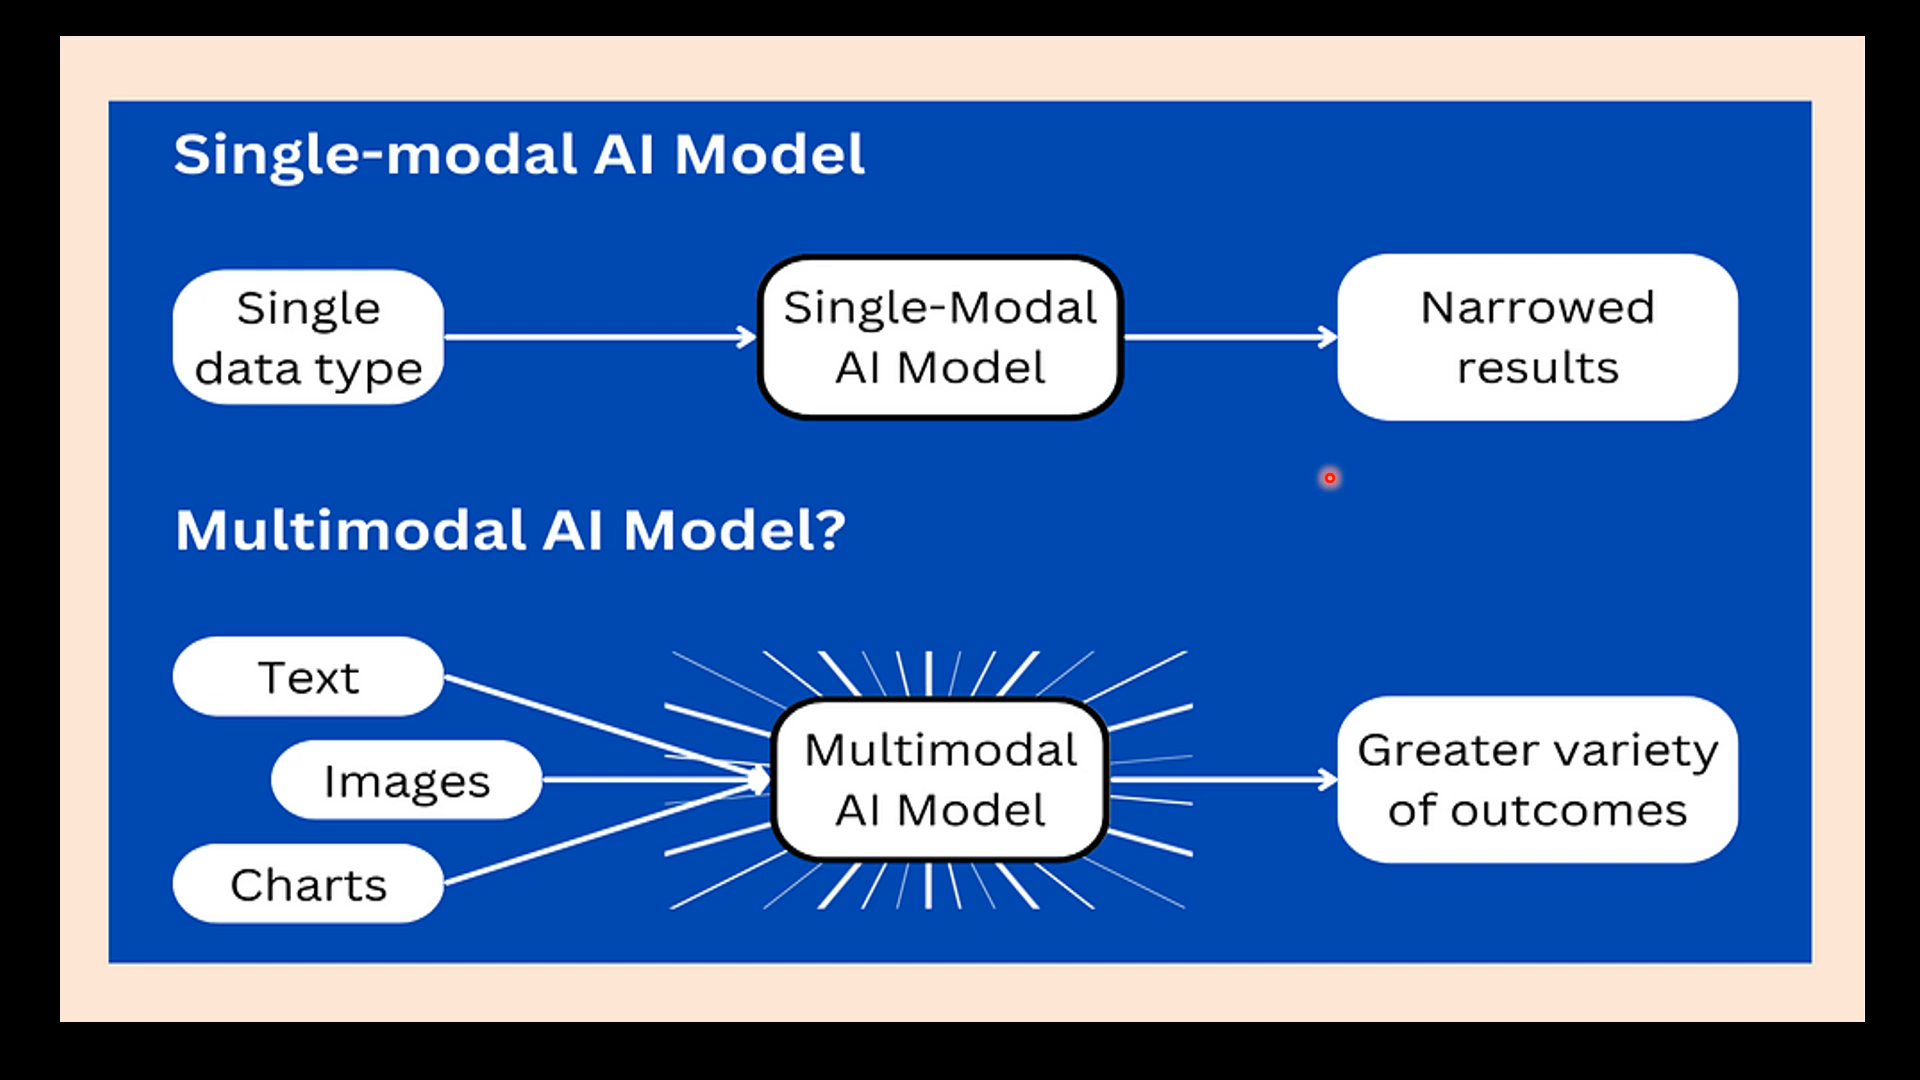 Single-modal AI Model
Single
data type
Single-Modal
AI Model
Narrowed
results
Multimodal AI Model?
Text
Images
Charts
Multimodal
AI Model
Greater variety
of outcomes